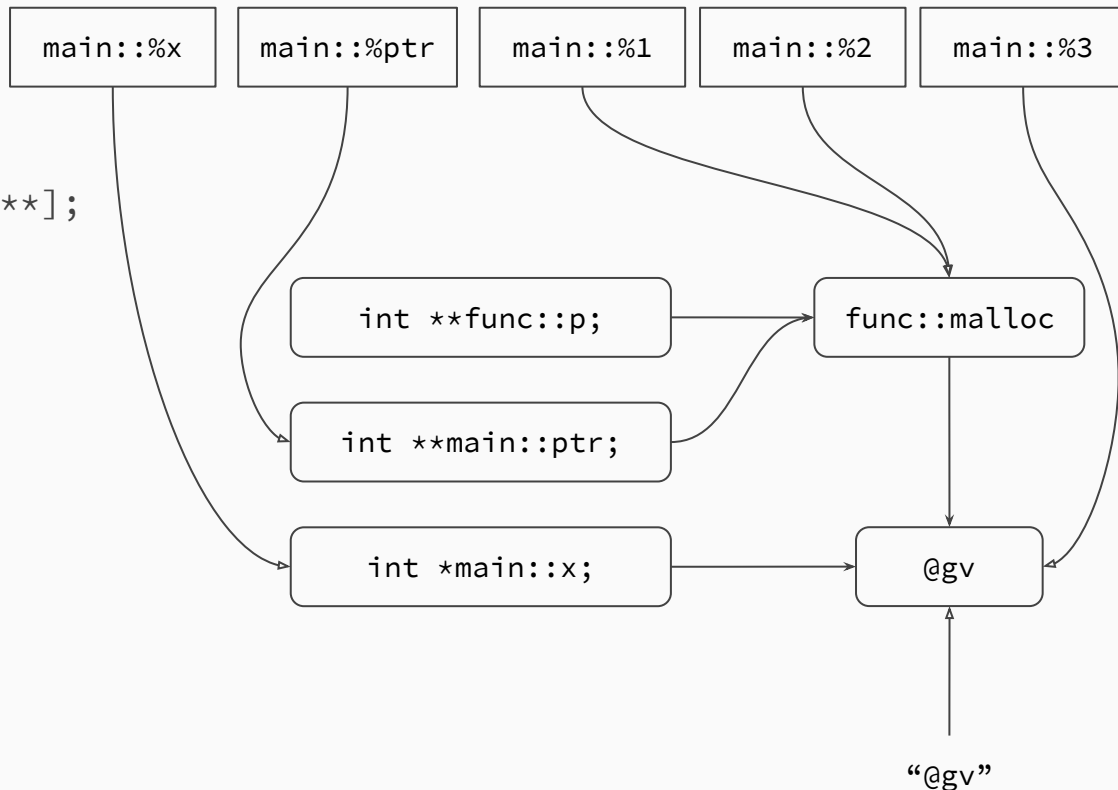 main::%x
main::%ptr
main::%1
main::%2
main::%3
**];
int **func::p;
func::malloc
int **main::ptr;
int *main::x;
@gv
“@gv”